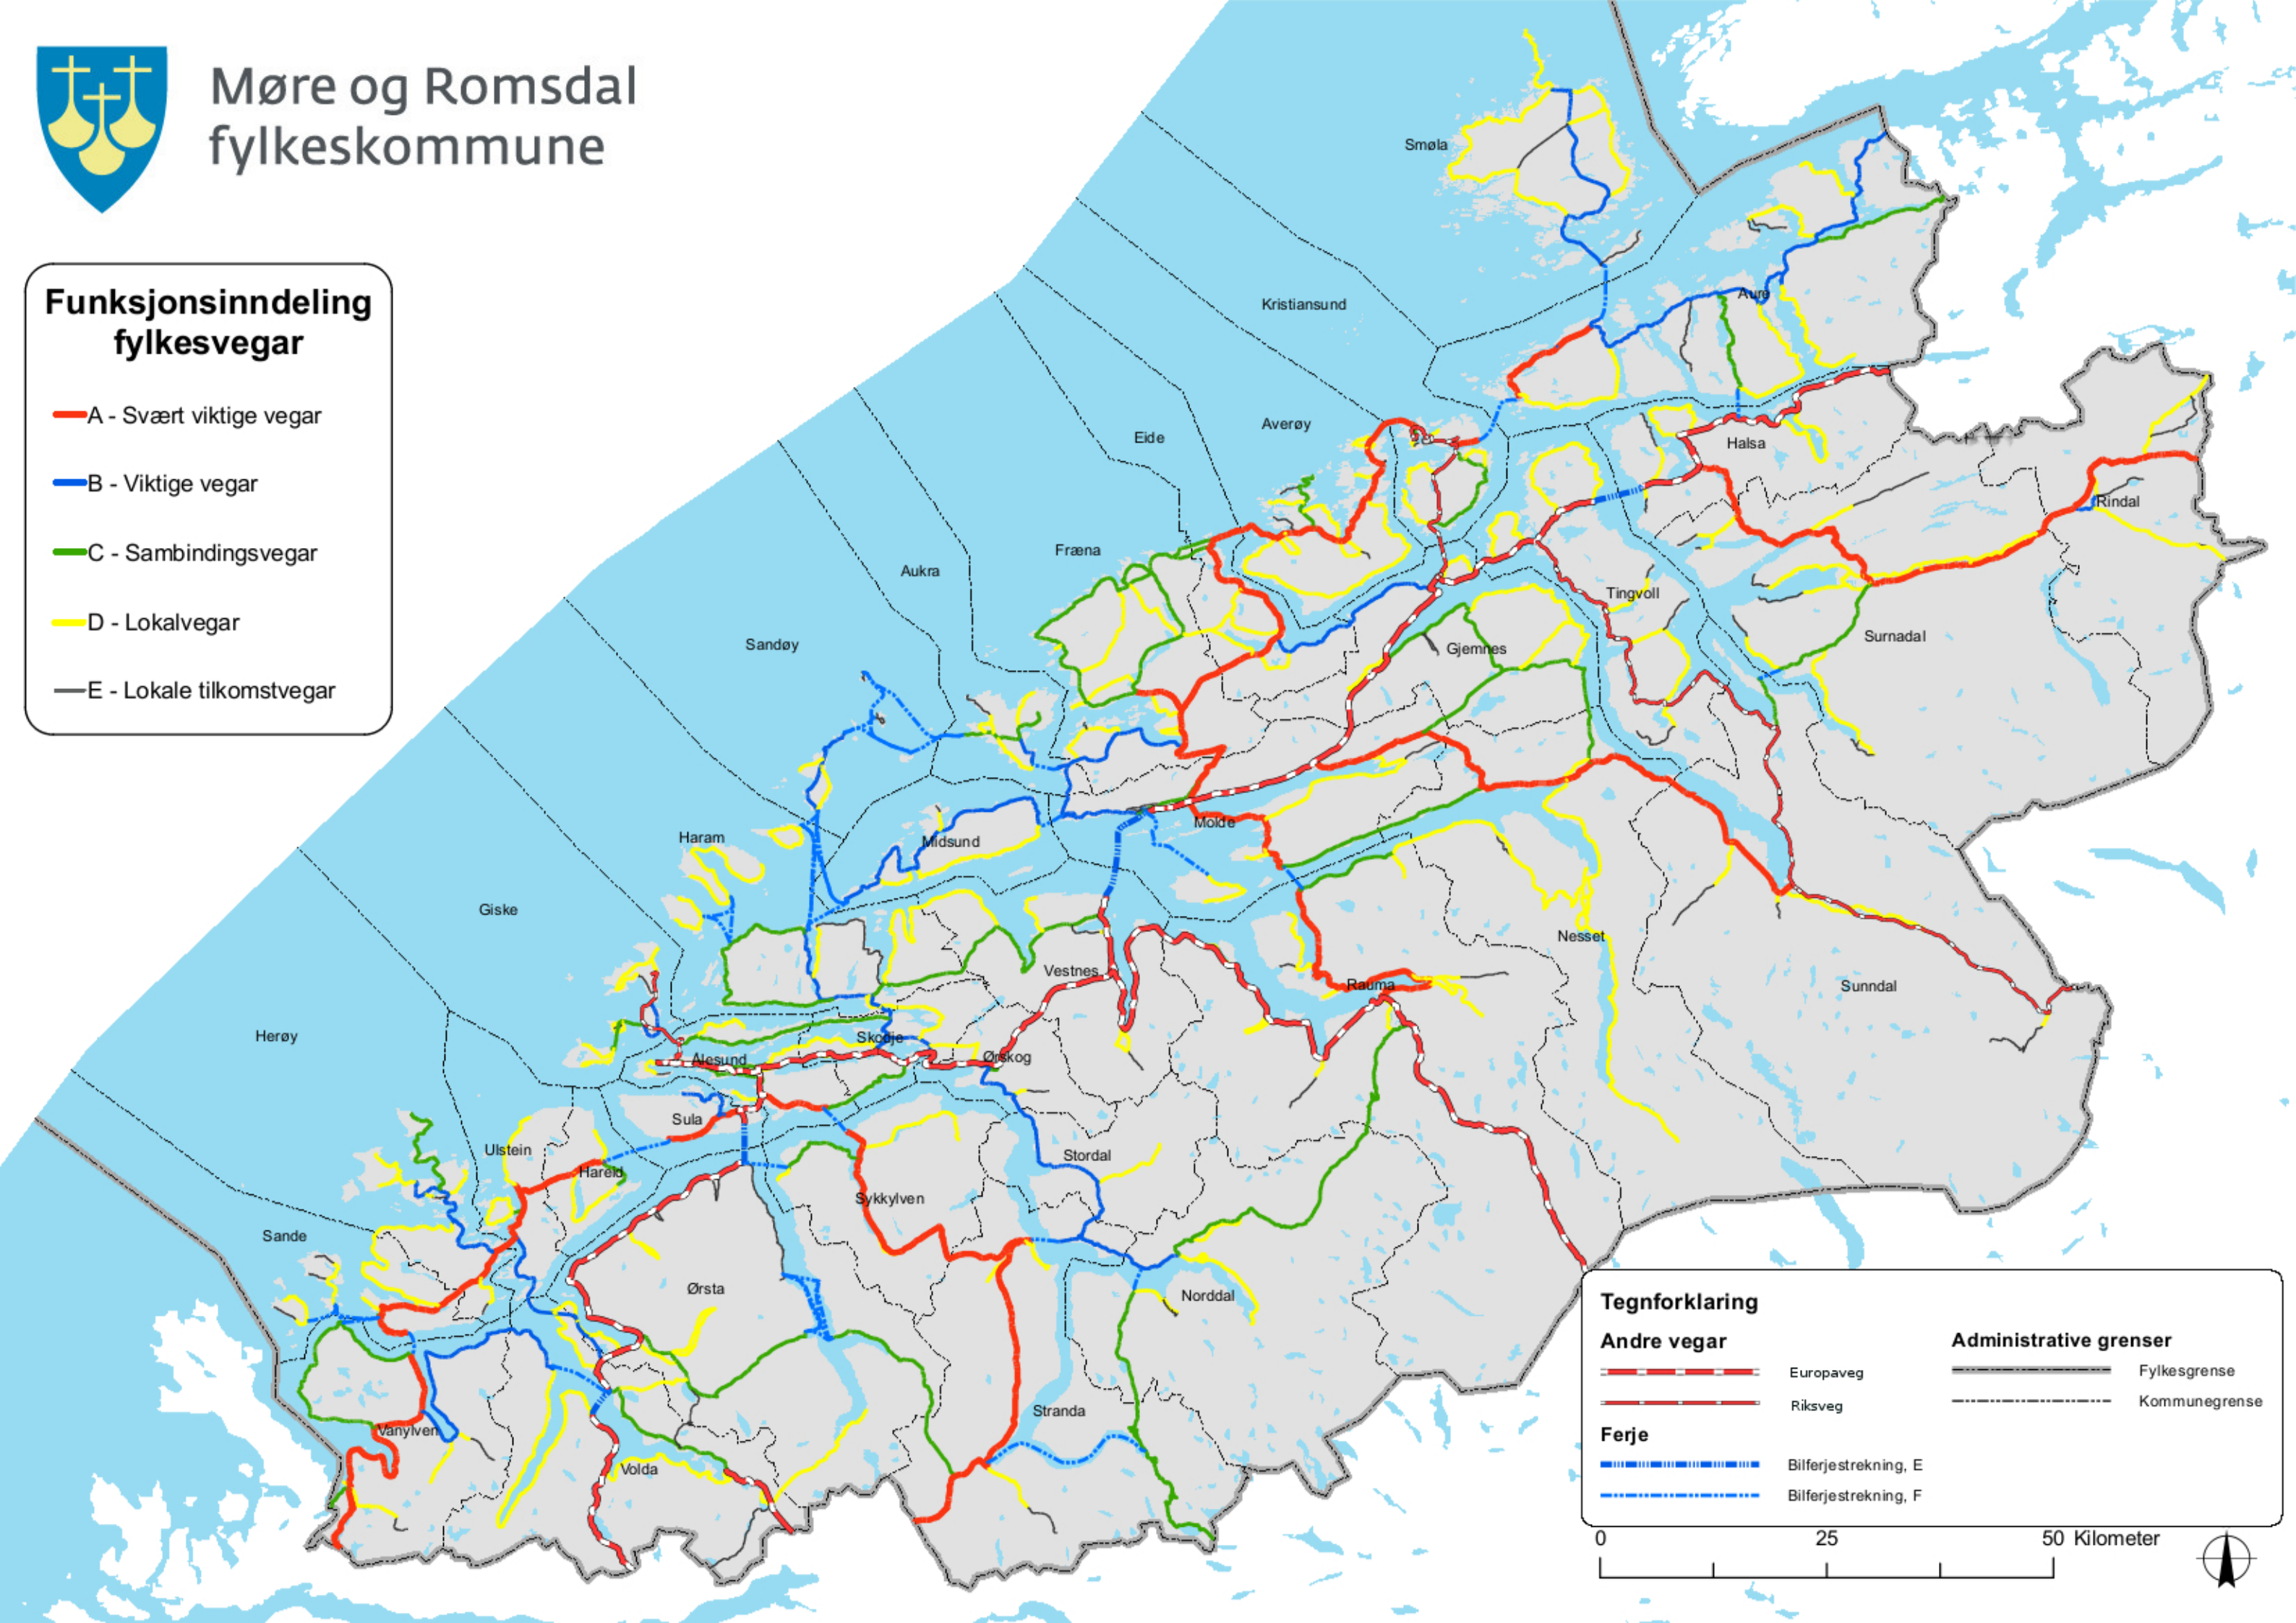 Møre og Romsdal
fylkeskommune
Funksjonsinndeling
fylkesvegar
A - Svært viktige vegar
B - Viktige vegar
C - Sambindingsvegar
D - Lokalvegar
E - Lokale tilkomstvegar
Smøla
Kristiansund
Aure
Averøy
Eide
Halsa
Rindal
Fræna
Aukra
Tingvoll
Surnadal
Sandøy
Gjemnes
Molde
Haram
Midsund
Giske
Nesset
Vestnes
Rauma
Sunndal
Herøy
Skodje
Ålesund
Ørskog
Sula
Ulstein
Hareid
Stordal
Sykkylven
Sande
Ørsta
Norddal
Stranda
Vanylven
Volda
Tegnforklaring
Andre vegar
Europaveg
Riksveg
Ferje
Bilferjestrekning, E
Bilferjestrekning, F
Administrative grenser
Fylkesgrense
Kommunegrense
0 25 50 Kilometer